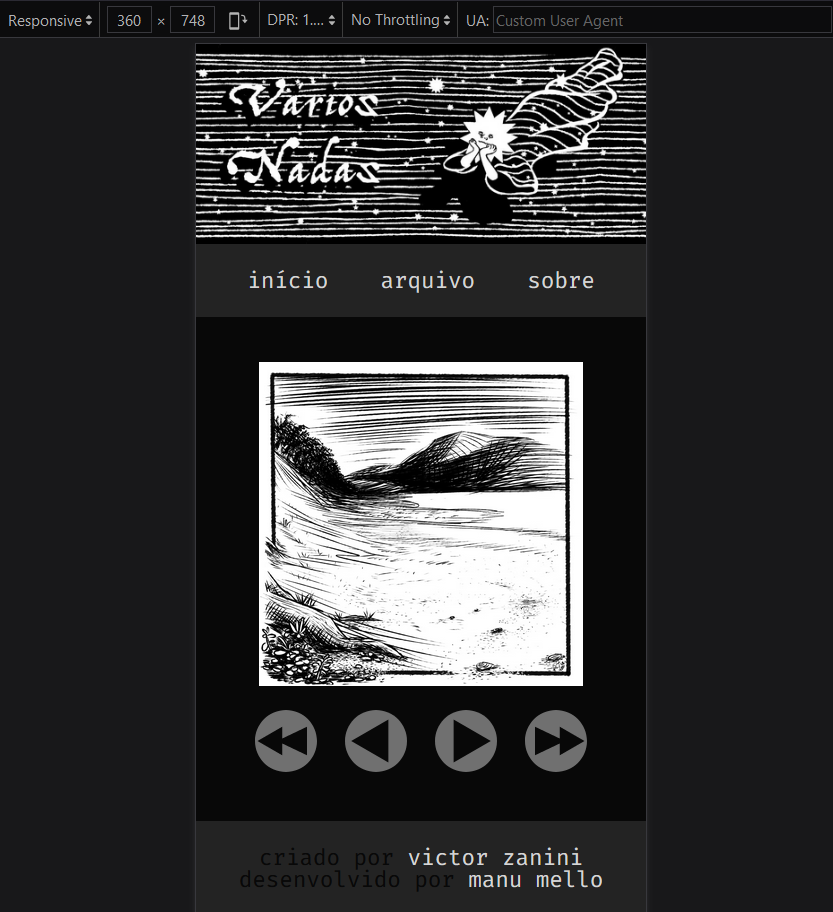 Responsive 360 × 748 DPR: 1.... No Throttling UA: Custom User Agent
Vários
Nadas
início arquivo sobre
criado por victor zanini
desenvolvido por manu mello